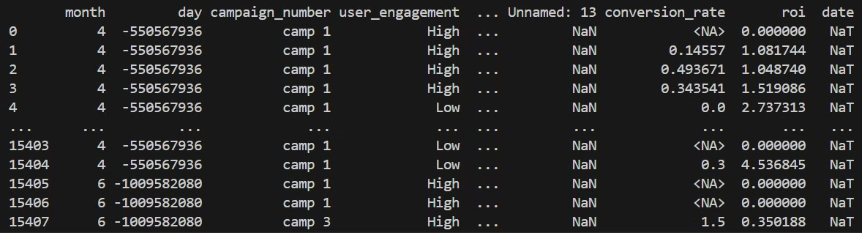 month day campaign_number user_engagement ... Unnamed: 13 conversion_rate roi date
0 4 -550567936 camp 1 High ... NaN <NA> 0.000000 NaT
1 4 -550567936 camp 1 High ... NaN 0.14557 1.081744 NaT
2 4 -550567936 camp 1 High ... NaN 0.493671 1.048740 NaT
3 4 -550567936 camp 1 High ... NaN 0.343541 1.519086 NaT
4 4 -550567936 camp 1 Low ... NaN 0.0 2.737313 NaT
... ... ... ... ... ... ... ... ... ...
15403 4 -550567936 camp 1 Low ... NaN <NA> 0.000000 NaT
15404 4 -550567936 camp 1 Low ... NaN 0.3 4.536845 NaT
15405 6 -1009582080 camp 1 High ... NaN <NA> 0.000000 NaT
15406 6 -1009582080 camp 1 High ... NaN <NA> 0.000000 NaT
15407 6 -1009582080 camp 3 High ... NaN 1.5 0.350188 NaT